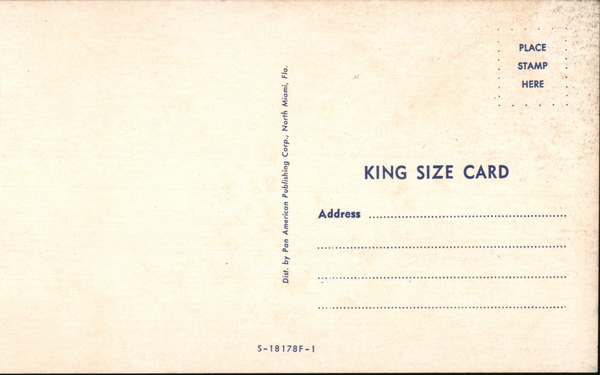 PLACE
STAMP
HERE
Dist. by Pan American Publishing Corp., North Miami, Fla.
KING SIZE CARD
Address
S-18178F-1